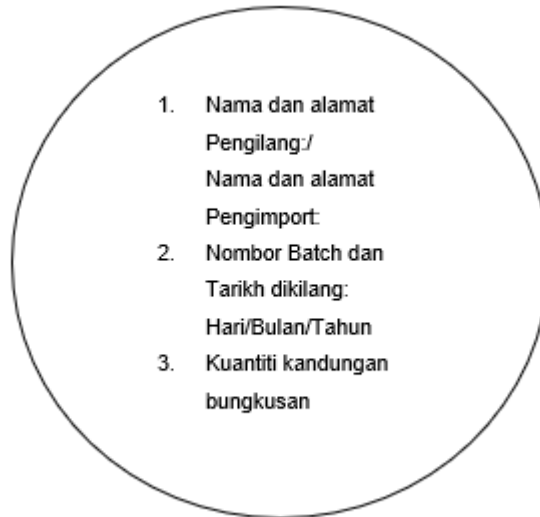 1. Nama dan alamat
Pengilang:/
Nama dan alamat
Pengimport:
2. Nombor Batch dan
Tarikh dikilang:
Hari/Bulan/Tahun
3. Kuantiti kandungan
bungkusan